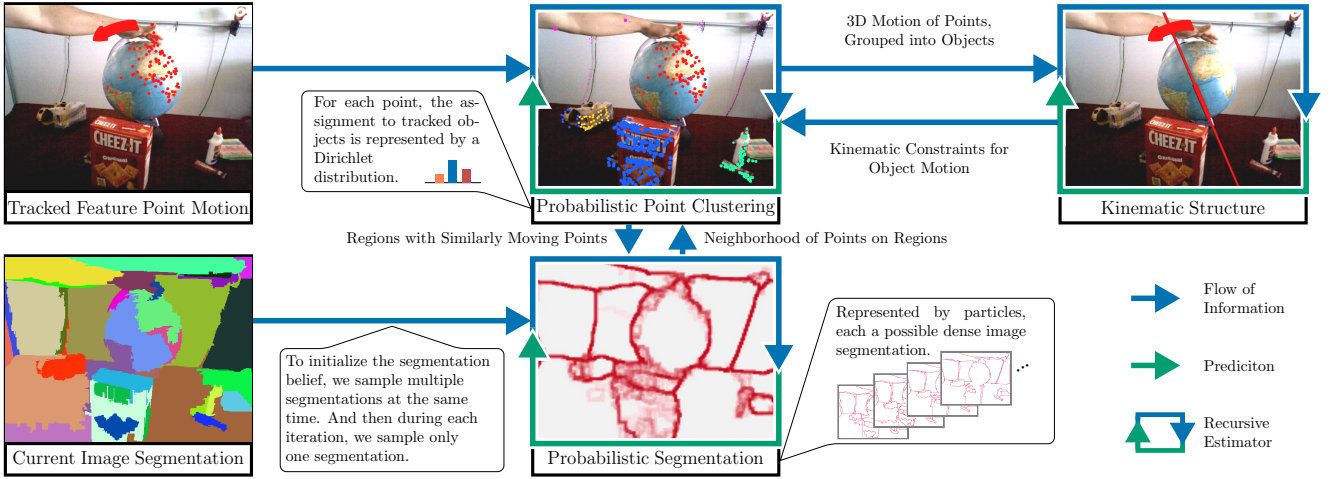 3D Motion of Points,
Grouped into Objects
For each point, the as-
signment to tracked ob-
jects is represented by a
Dirichlet
distribution.
CHEEZ-IT
CHEEZ-IT
Kinematic Constraints for
Object Motion
Tracked Feature Point Motion
Probabilistic Point Clustering
Kinematic Structure
Regions with Similarly Moving Points
Neighborhood of Points on Regions
To initialize the segmentation
belief, we sample multiple
segmentations at the same
time. And then during each
iteration, we sample only
one segmentation.
Represented by particles,
each a possible dense image
segmentation.
...
Flow of
Information
Prediciton
Recursive
Estimator
Current Image Segmentation
Probabilistic Segmentation